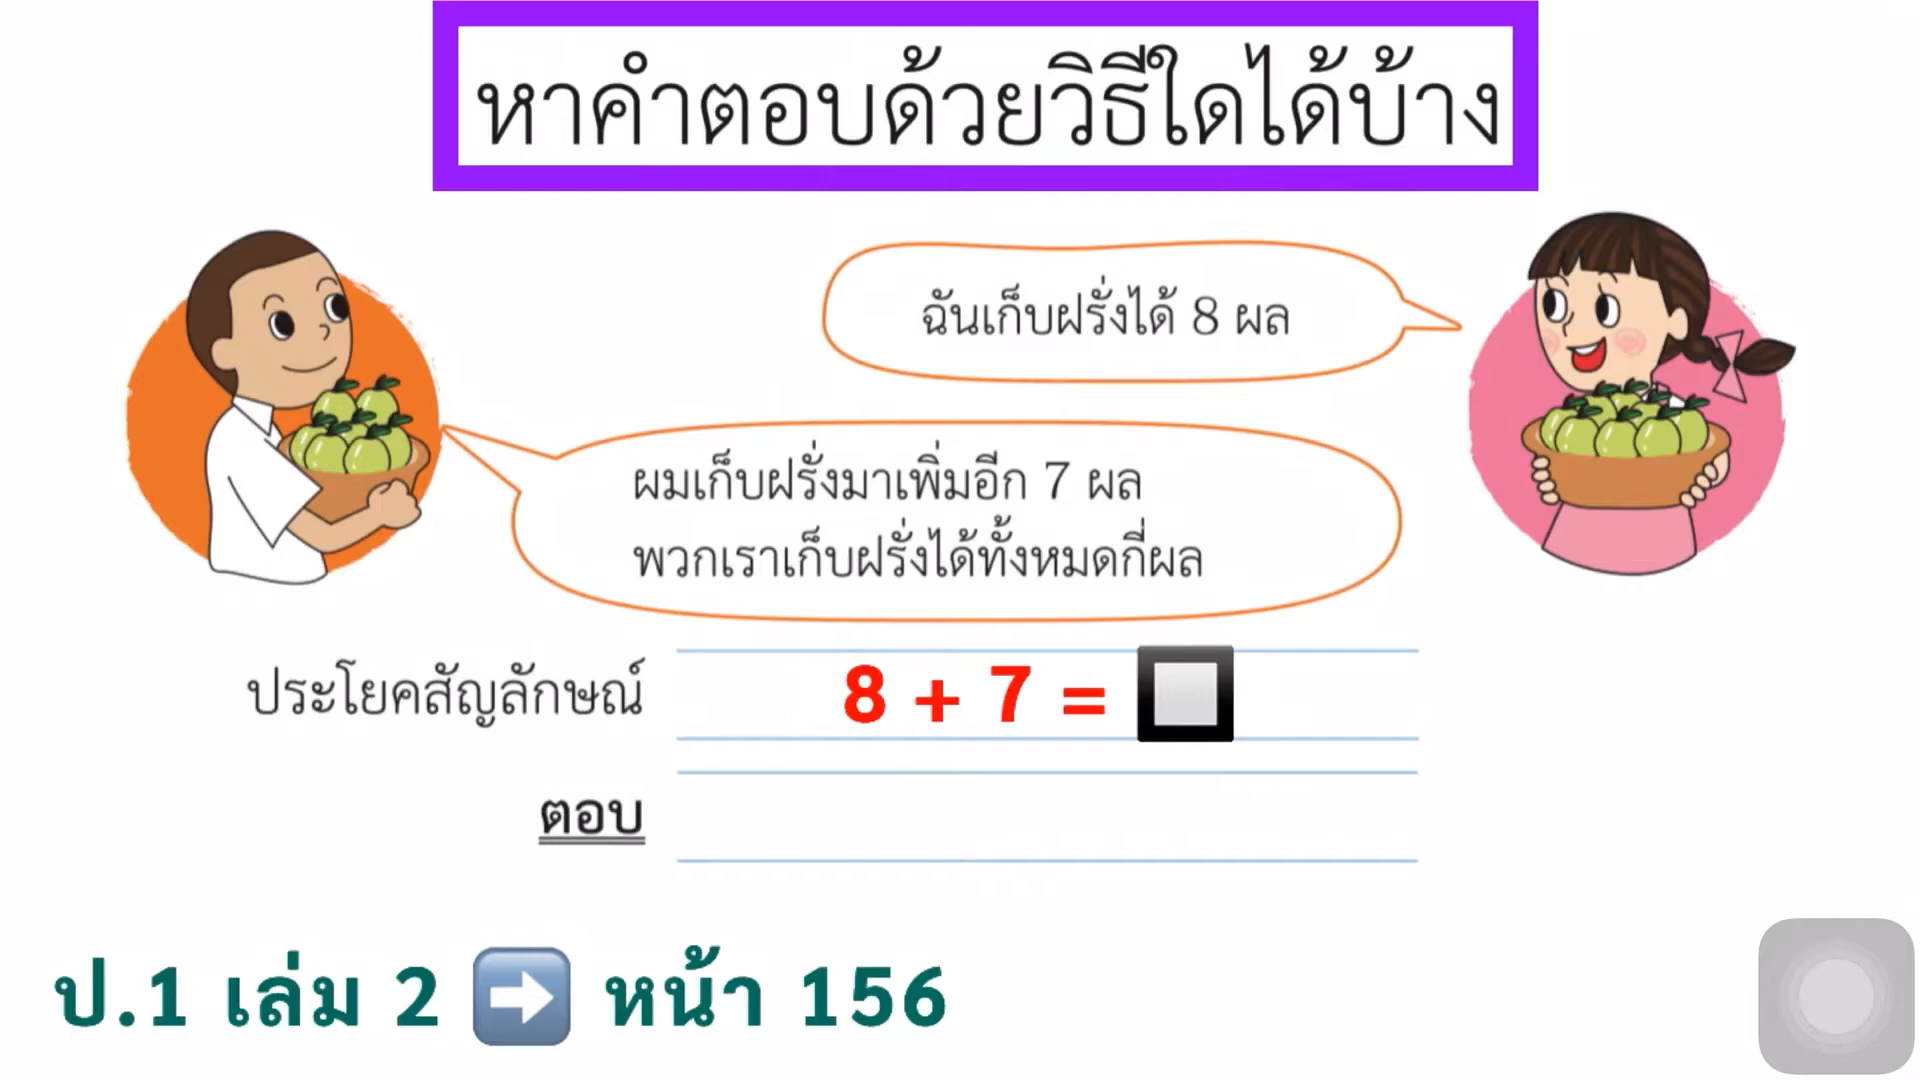 หาคำตอบด้วยวิธีใดได้บ้าง
ฉันเก็บฝรั่งได้ 8 ผล
ผมเก็บฝรั่งมาเพิ่มอีก 7 ผล
พวกเราเก็บฝรั่งได้ทั้งหมดกี่ผล
ประโยคสัญลักษณ์ 8 + 7 = □
ตอบ
ป.1 เล่ม 2 ➡ หน้า 156